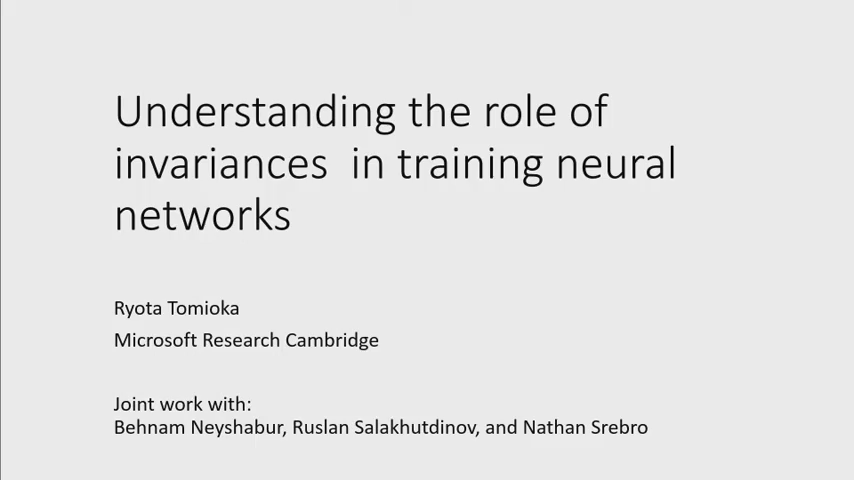 Understanding the role of
invariances in training neural
networks
Ryota Tomioka
Microsoft Research Cambridge
Joint work with:
Behnam Neyshabur, Ruslan Salakhutdinov, and Nathan Srebro